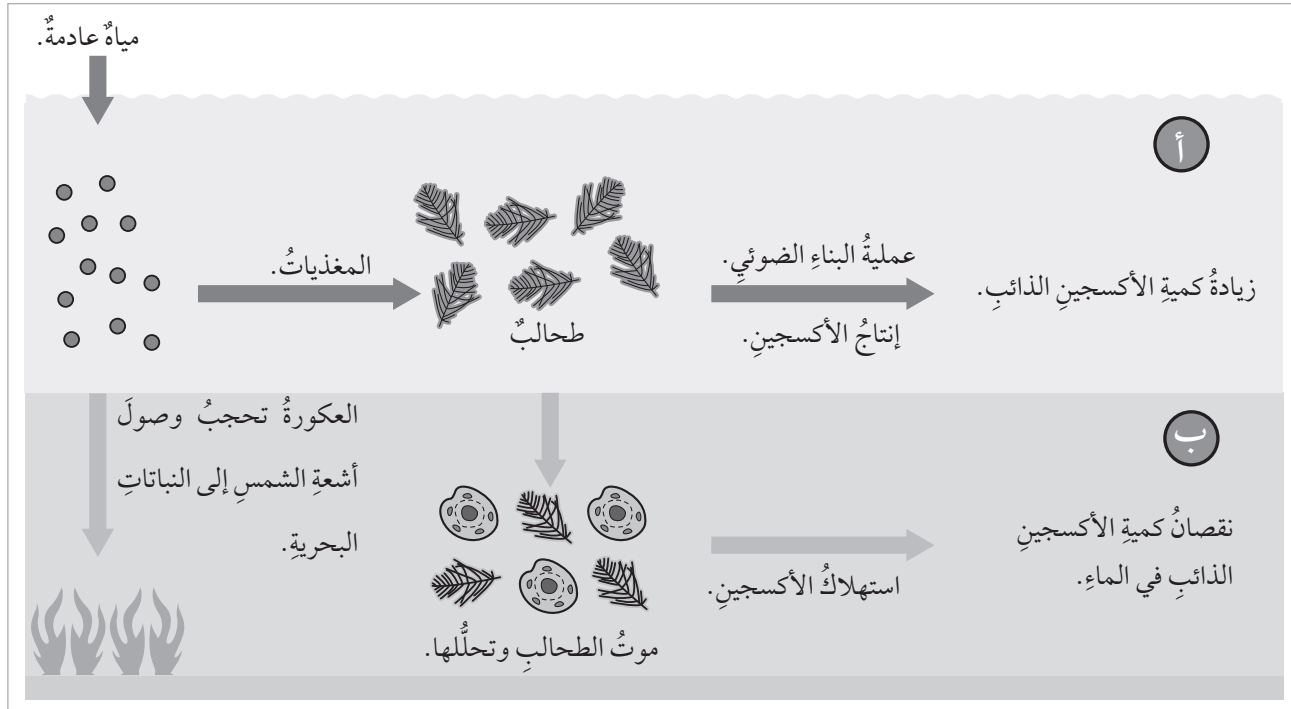 مياهٌ عادمةٌ.
أ
المغذياتُ.
طحالبٌ
عمليةُ البناءِ الضوئيِ.
إنتاجُ الأكسجينِ.
زيادةُ كميةِ الأكسجينِ الذائبِ.
ب
العكورةُ تحجبُ وصولَ
أشعةِ الشمسِ إلى النباتاتِ
البحريةِ.
موتُ الطحالبِ وتحلُّلها.
استهلاكُ الأكسجينِ.
نقصانُ كميةِ الأكسجينِ
الذائبِ في الماءِ.